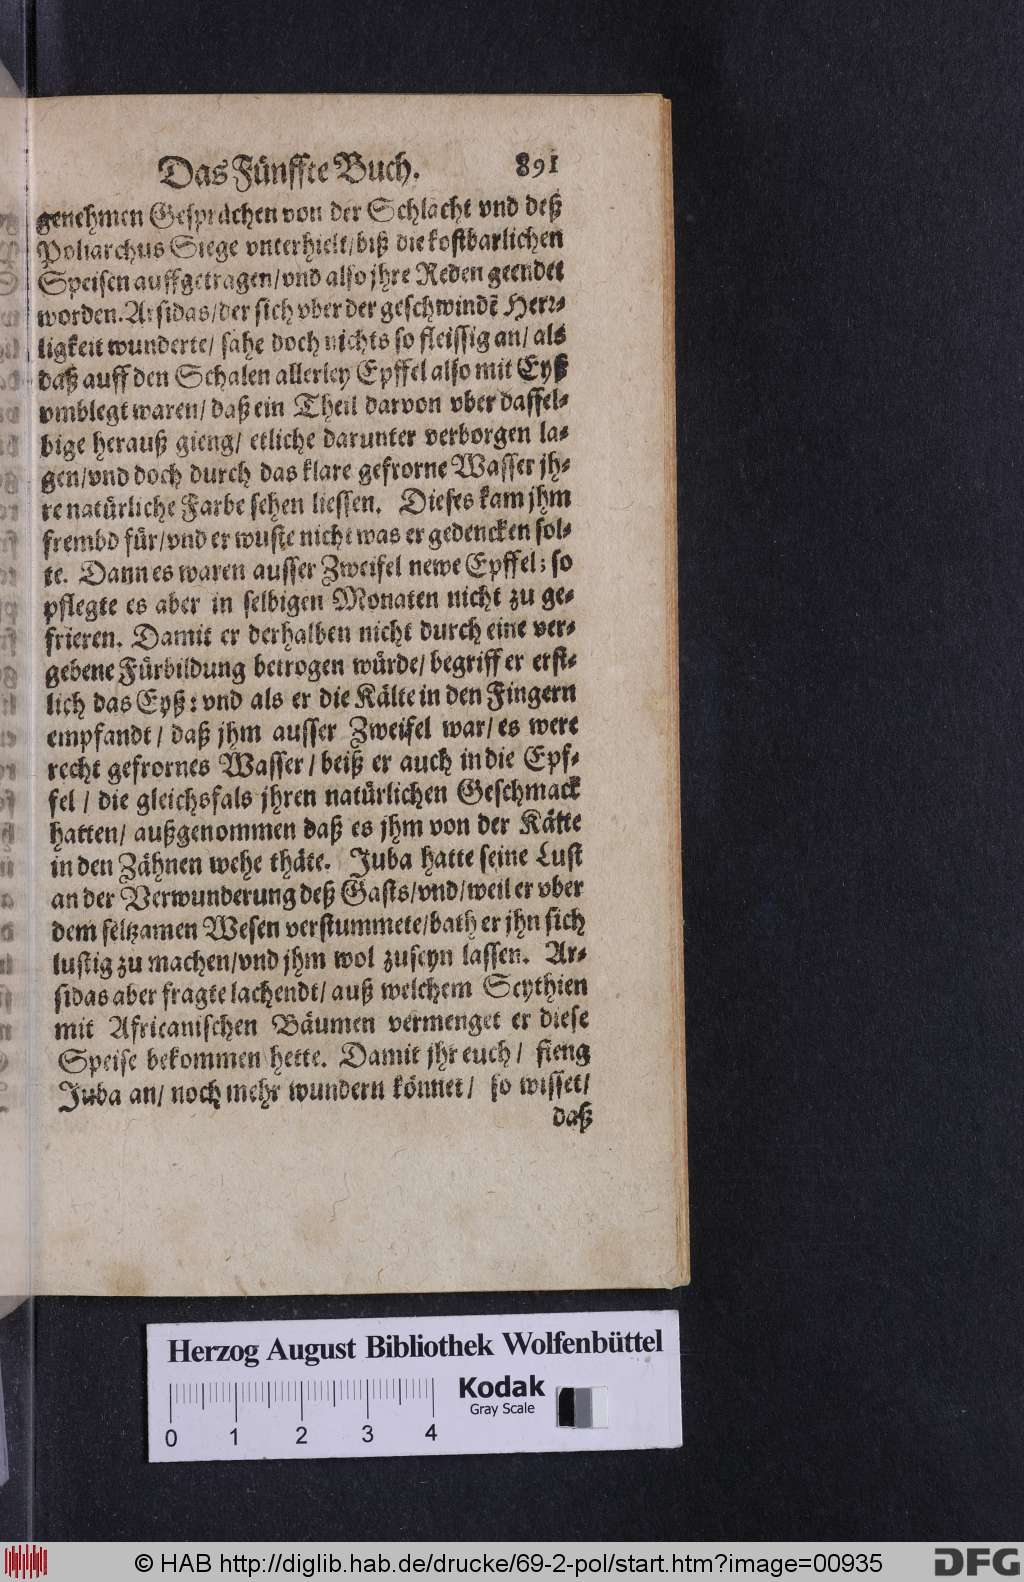 Das Fünffte Buch. 891
genehmen Gesprächen von der Schlacht vnd deß
Poliarchus Siege vnterhielt/biß die kostbarlichen
Speisen auffgetragen/vnd also jhre Reden geendet
worden. Arsidas/der sich vber der geschwindẽ Herr-
ligkeit wunderte/ sahe doch nichts so fleissig an/ als
daß auff den Schalen allerley Epffel also mit Eyß
vmblegt waren/ daß ein Theil darvon vber dassel-
bige herauß gieng/ etliche darunter verborgen la-
gen/vnd doch durch das klare gefrorne Wasser jh-
re natürliche Farbe sehen liessen. Dieses kam jhm
frembd für/vnd er wuste nicht was er gedencken sol-
te. Dann es waren ausser Zweifel newe Epffel; so
pflegte es aber in selbigen Monaten nicht zu ge-
frieren. Damit er derhalben nicht durch eine ver-
gebene Fürbildung betrogen würde/ begriff er erst-
lich das Eyß: vnd als er die Kälte in den Fingern
empfandt/ daß jhm ausser Zweifel war/ es were
recht gefrornes Wasser/ beiß er auch in die Epf-
fel/ die gleichsfals jhren natürlichen Geschmack
hatten/ außgenommen daß es jhm von der Kälte
in den Zähnen wehe thäte. Juba hatte seine Lust
an der Verwunderung deß Gasts/vnd/weil er vber
dem seltzamen Wesen verstummete/bath er jhn sich
lustig zu machen/vnd jhm wol zuseyn lassen. Ar-
sidas aber fragte lachendt/ auß welchem Scythien
mit Africanischen Bäumen vermenget er diese
Speise bekommen hette. Damit jhr euch/ fieng
Juba an/ noch mehr wundern könnet/ so wisset/
daß
Herzog August Bibliothek Wolfenbüttel
Kodak
Gray Scale
0 1 2 3 4
© HAB http://diglib.hab.de/drucke/69-2-pol/start.htm?image=00935
DFG